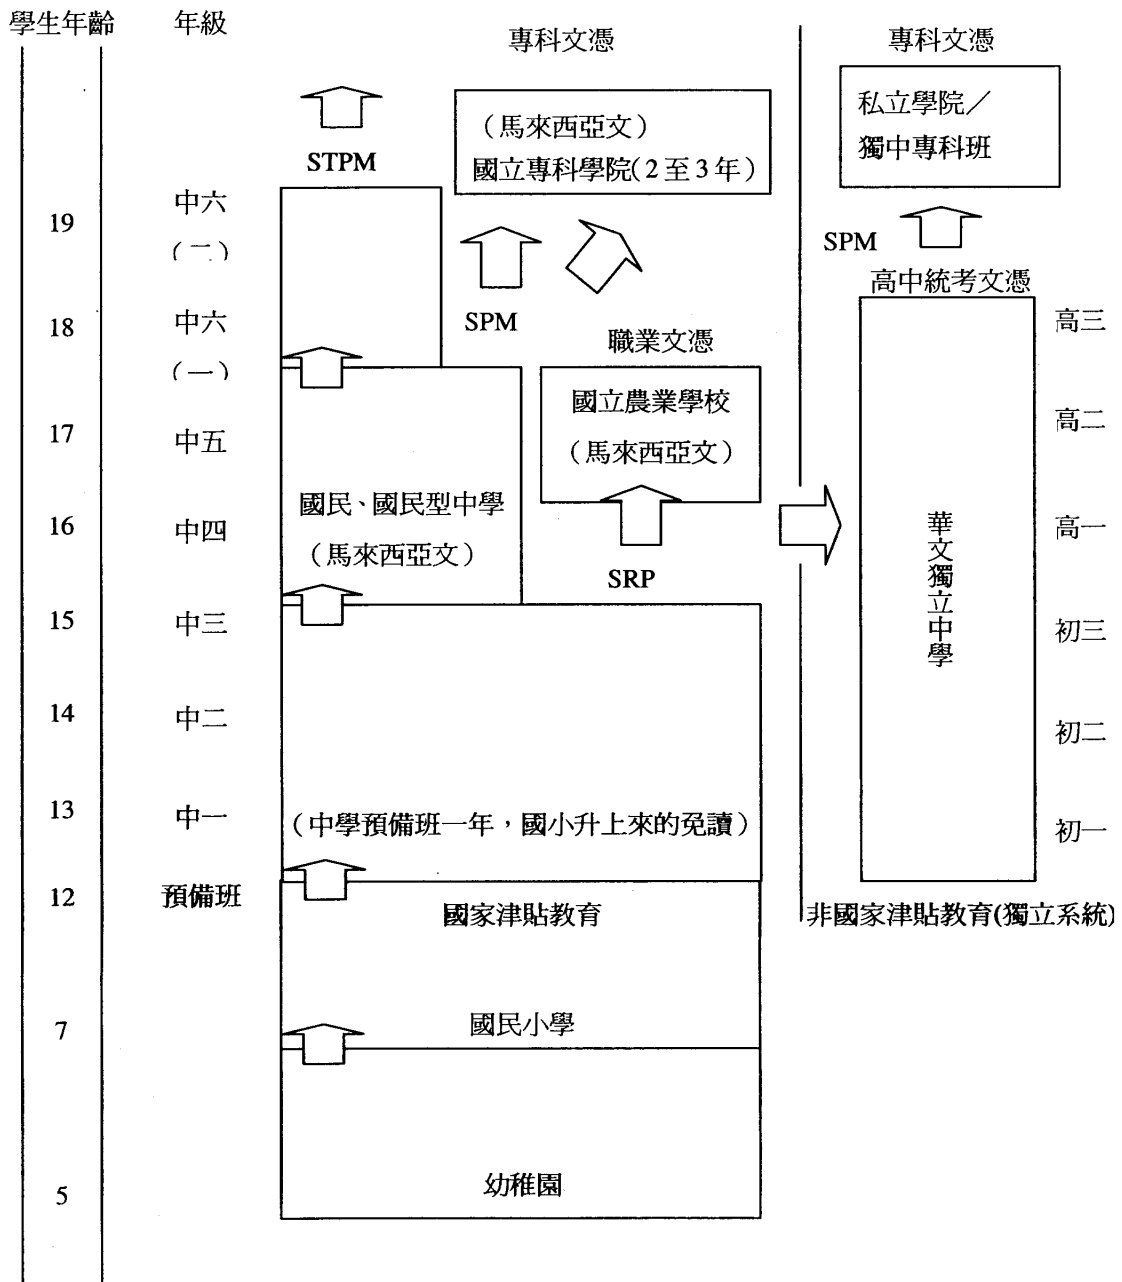 學生年齡
年級
專科文憑
專科文憑
（馬來西亞文）
國立專科學院(2 至 3 年)
私立學院／
獨中專科班
STPM
19
中六
（二）
SPM
SPM
高中統考文憑
18
中六
（一）
職業文憑
高三
國立農業學校
（馬來西亞文）
17
中五
高二
國民、國民型中學
（馬來西亞文）
16
中四
SRP
高一
華文獨立中學
15
中三
初三
14
中二
初二
13
中一
（中學預備班一年，國小升上來的免讀）
初一
12
預備班
國家津貼教育
非國家津貼教育(獨立系統)
7
國民小學
5
幼稚園